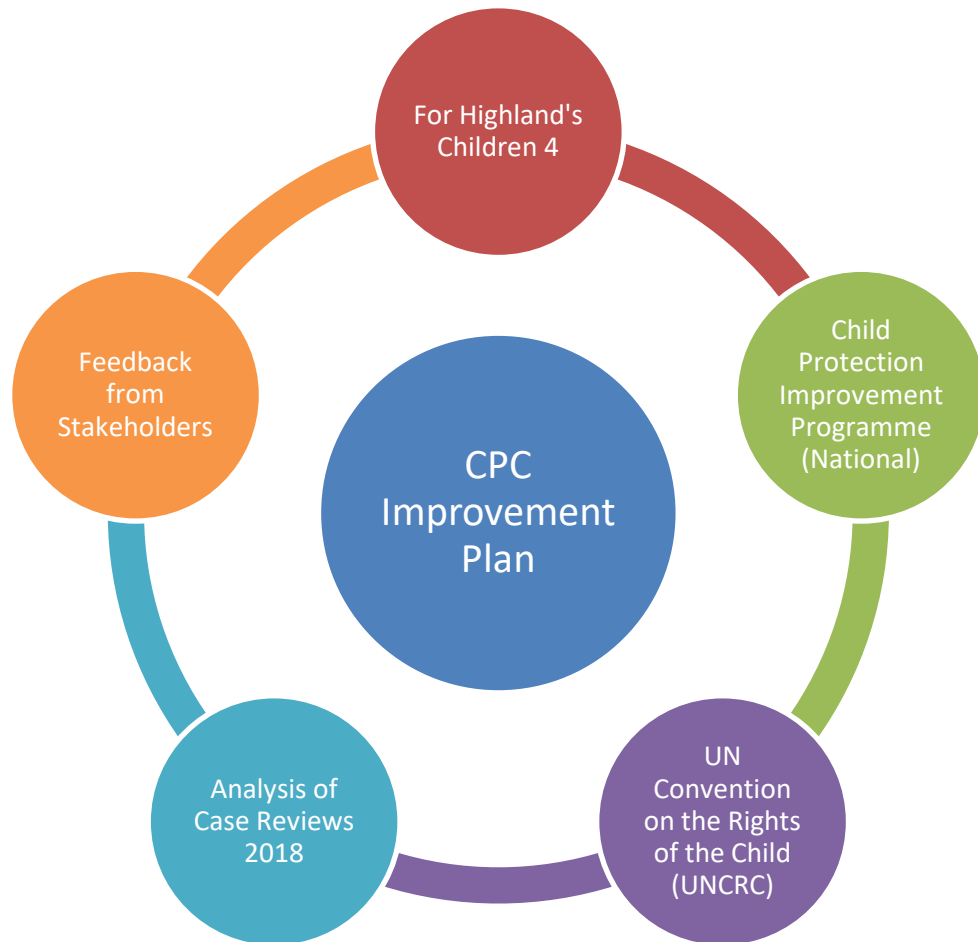 For Highland's
Children 4
Child
Protection
Improvement
Programme
(National)
UN
Convention
on the Rights
of the Child
(UNCRC)
Analysis of
Case Reviews
2018
Feedback
from
Stakeholders
CPC
Improvement
Plan